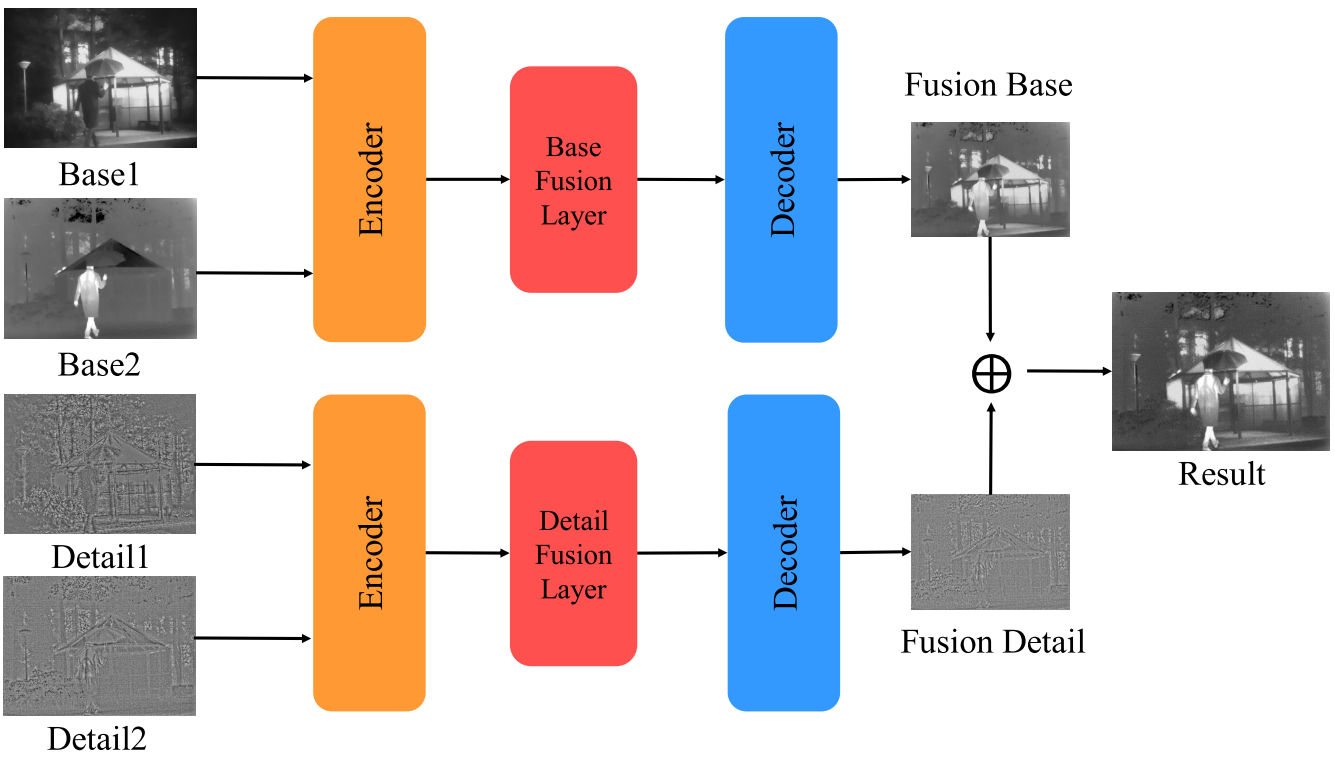 Base1
Base2
Encoder
Base
Fusion
Layer
Decoder
Fusion Base
Detail1
Detail2
Encoder
Detail
Fusion
Layer
Decoder
Fusion Detail
Result